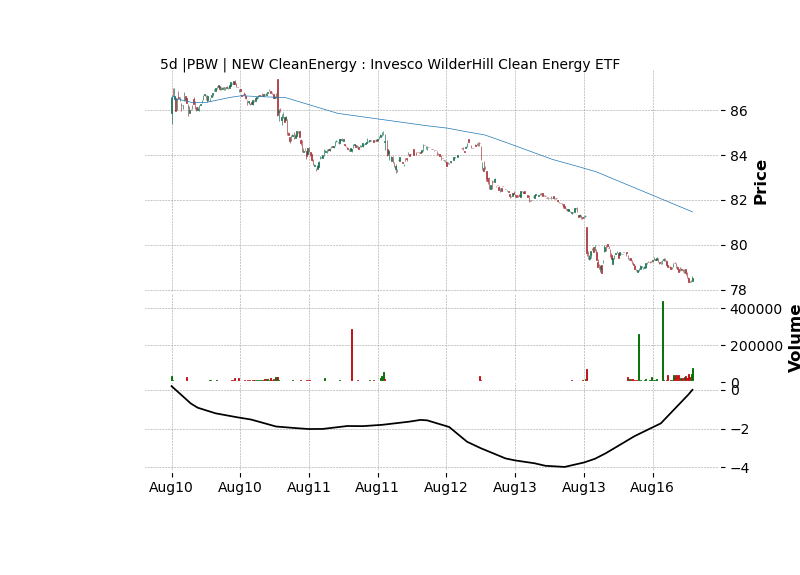 5d |PBW | NEW CleanEnergy : Invesco WilderHill Clean Energy ETF
86
84
82
80
78
Price
400000
200000
0
Volume
0
−2
−4
Aug10 Aug10 Aug11 Aug11 Aug12 Aug13 Aug13 Aug16